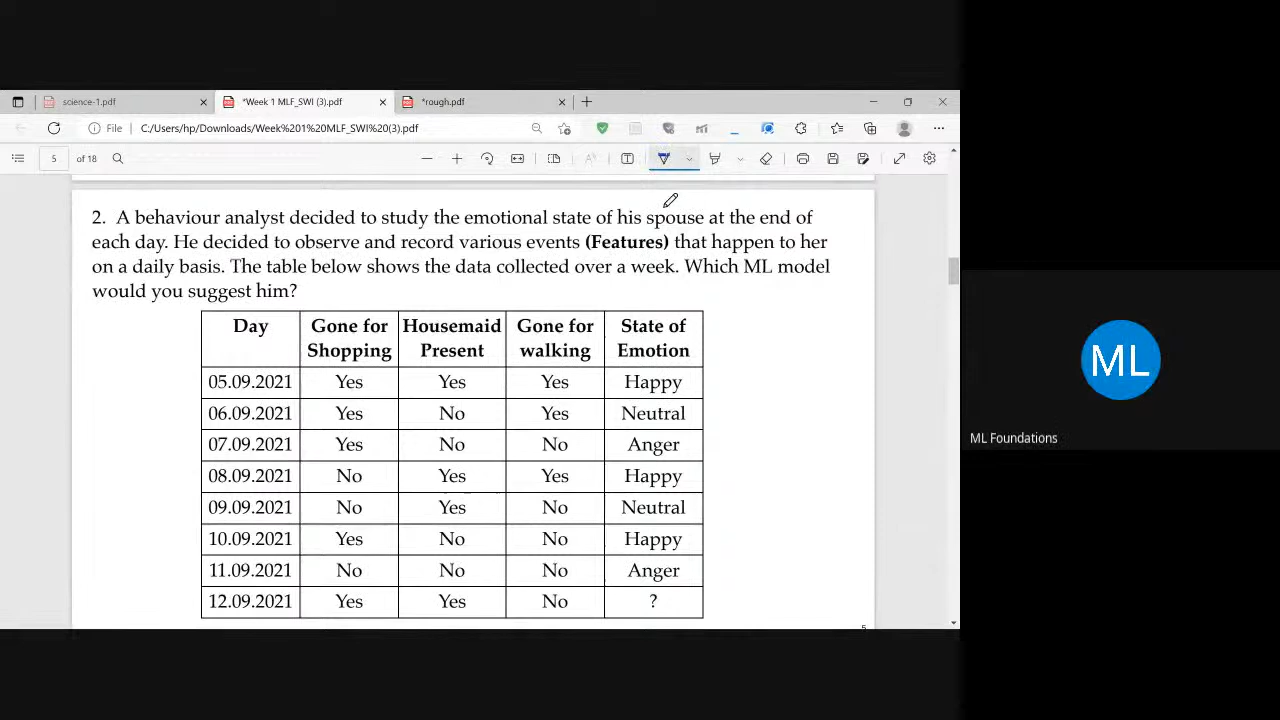 science-1.pdf
*Week 1 MLF_SWI (3).pdf
*rough.pdf
File
C:/Users/hp/Downloads/Week%201%20MLF_SWI%20(3).pdf
5
of 18
2. A behaviour analyst decided to study the emotional state of his spouse at the end of
each day. He decided to observe and record various events (Features) that happen to her
on a daily basis. The table below shows the data collected over a week. Which ML model
would you suggest him?
Day Gone for Shopping Housemaid Present Gone for walking State of Emotion
05.09.2021 Yes Yes Yes Happy
06.09.2021 Yes No Yes Neutral
07.09.2021 Yes No No Anger
08.09.2021 No Yes Yes Happy
09.09.2021 No Yes No Neutral
10.09.2021 Yes No No Happy
11.09.2021 No No No Anger
12.09.2021 Yes Yes No ?
ML
ML Foundations